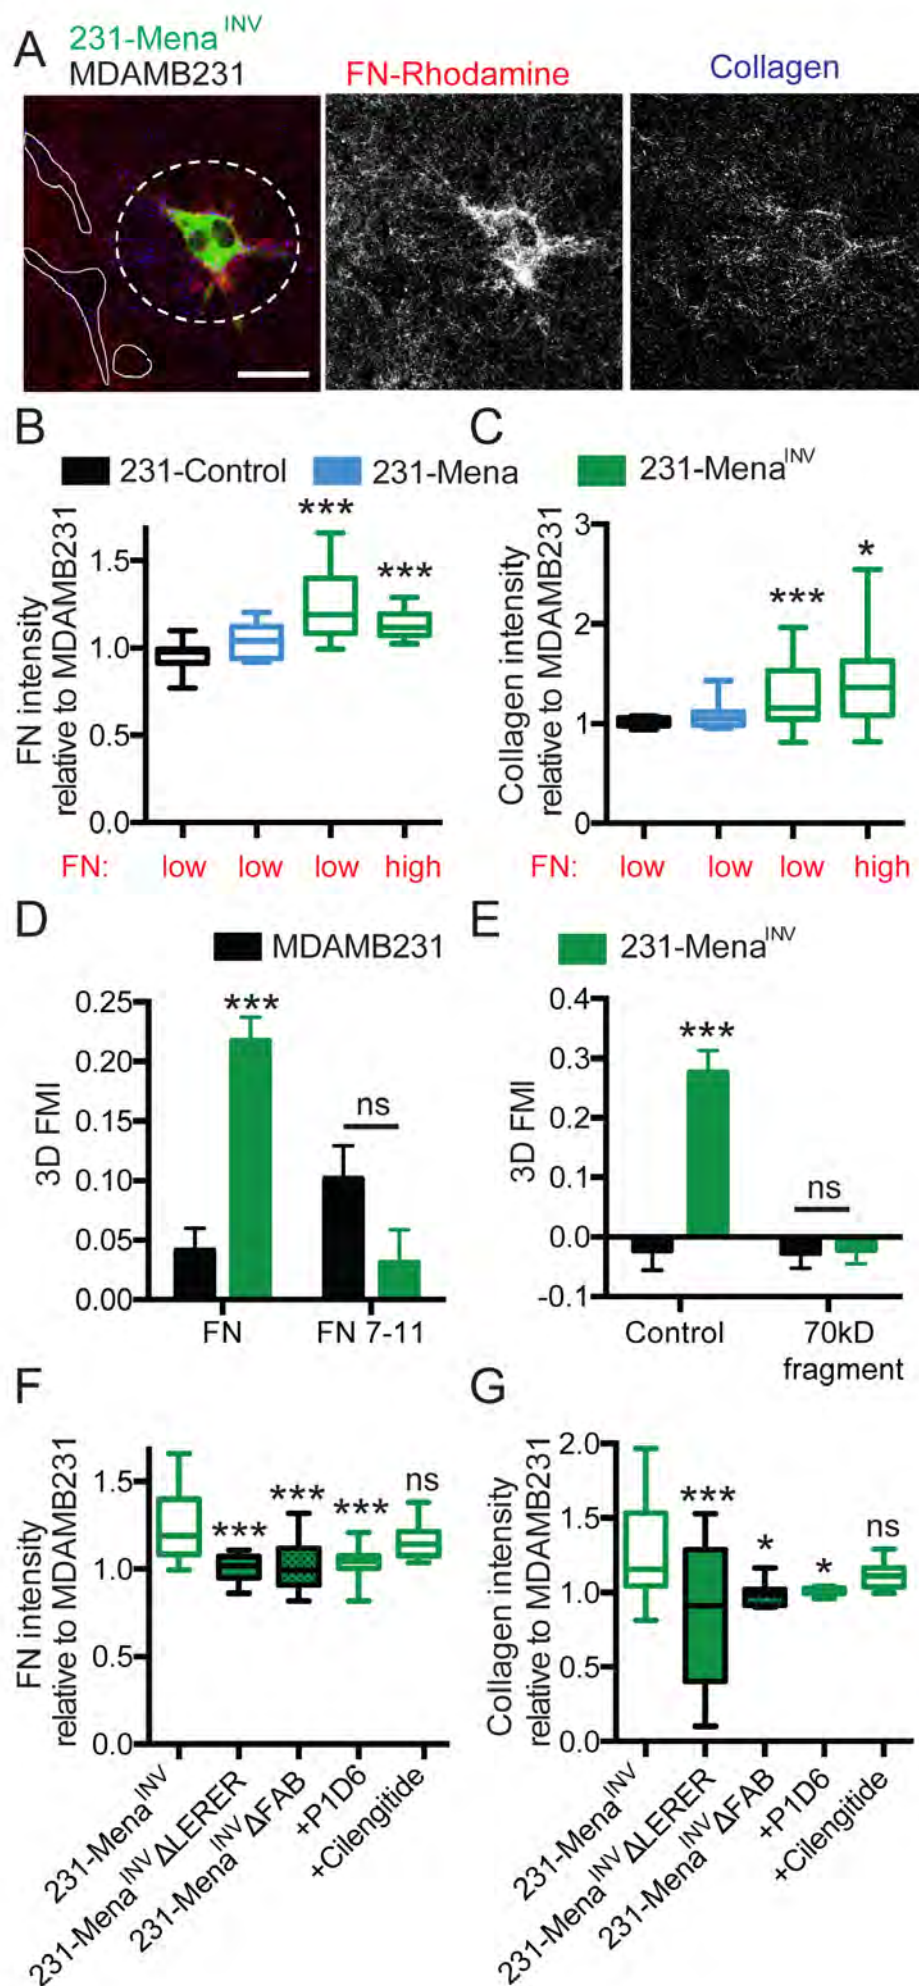 A
231-Mena^INV
MDAMB231
FN-Rhodamine
Collagen
B
C
231-Control
231-Mena
231-Mena^INV
FN intensity
relative to MDAMB231
1.5
1.0
0.5
0.0
***
***
FN: low low low high
Collagen intensity
relative to MDAMB231
3
2
1
0
***
*
FN: low low low high
D
E
MDAMB231
231-Mena^INV
3D FMI
0.25
0.20
0.15
0.10
0.05
0.00
***
ns
FN FN 7-11
3D FMI
0.4
0.3
0.2
0.1
0.0
-0.1
***
ns
Control 70kD
fragment
F
G
FN intensity
relative to MDAMB231
1.5
1.0
0.5
0.0
***
***
***
ns
231-Mena^INV
231-Mena^INV ΔLERER
231-Mena^INV ΔFAB
+P1D6
+Cilengitide
Collagen intensity
relative to MDAMB231
2.0
1.5
1.0
0.5
0.0
***
*
*
ns
231-Mena^INV
231-Mena^INV ΔLERER
231-Mena^INV ΔFAB
+P1D6
+Cilengitide